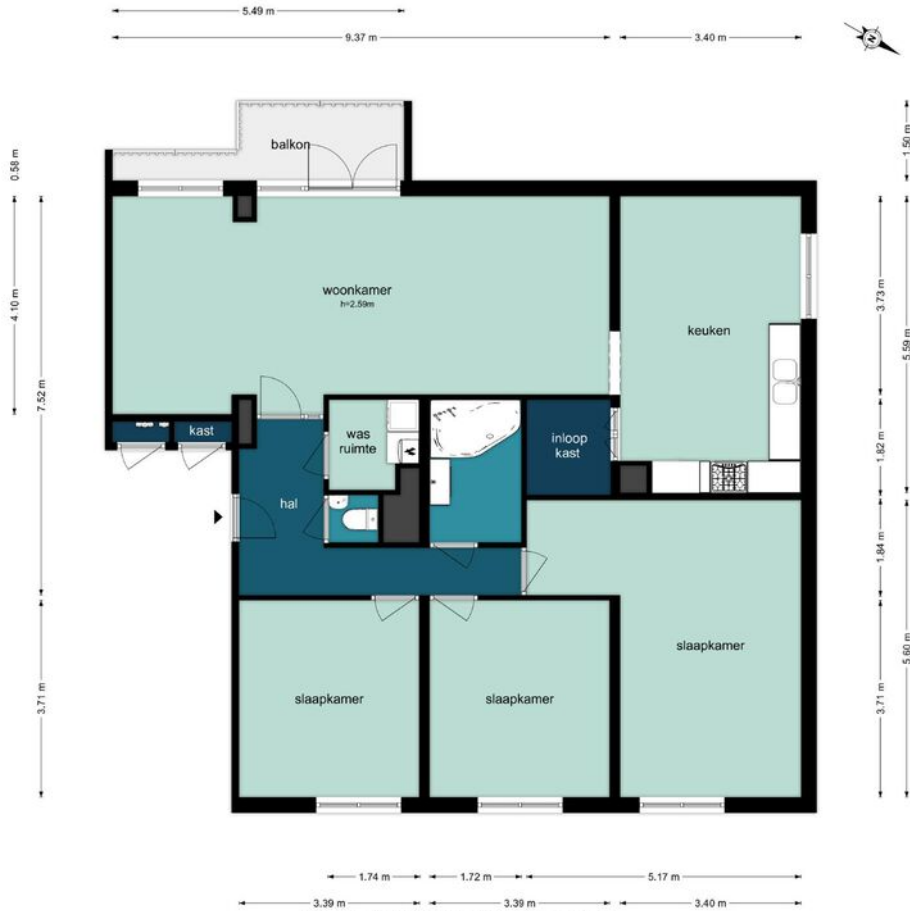 5.49 m
9.37 m
3.40 m
N
balkon
0.58 m
1.50 m
woonkamer
h=2.59m
keuken
4.10 m
7.52 m
3.73 m
5.59 m
kast
was
ruimte
inloop
kast
1.82 m
hal
1.84 m
slaapkamer
slaapkamer
slaapkamer
3.71 m
3.71 m
5.60 m
1.74 m
1.72 m
5.17 m
3.39 m
3.39 m
3.40 m